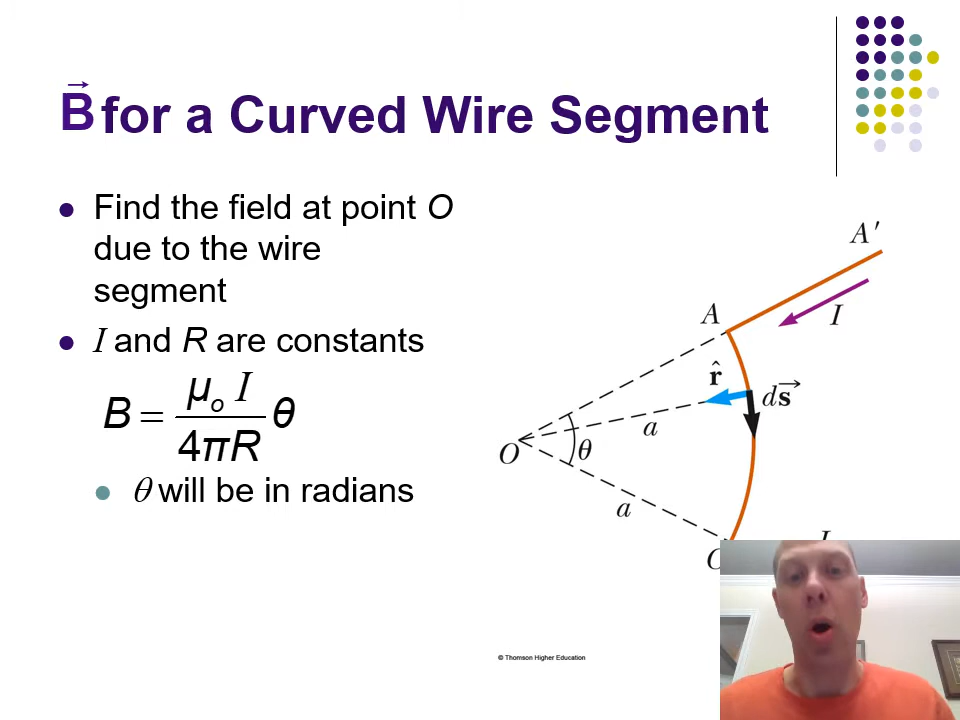 B⃗ for a Curved Wire Segment
Find the field at point O
due to the wire
segment
I and R are constants
B = μₒ I / 4πR θ
θ will be in radians
A′
A
I
r̂
ds⃗
a
O
θ
a
C
I
© Thomson Higher Education